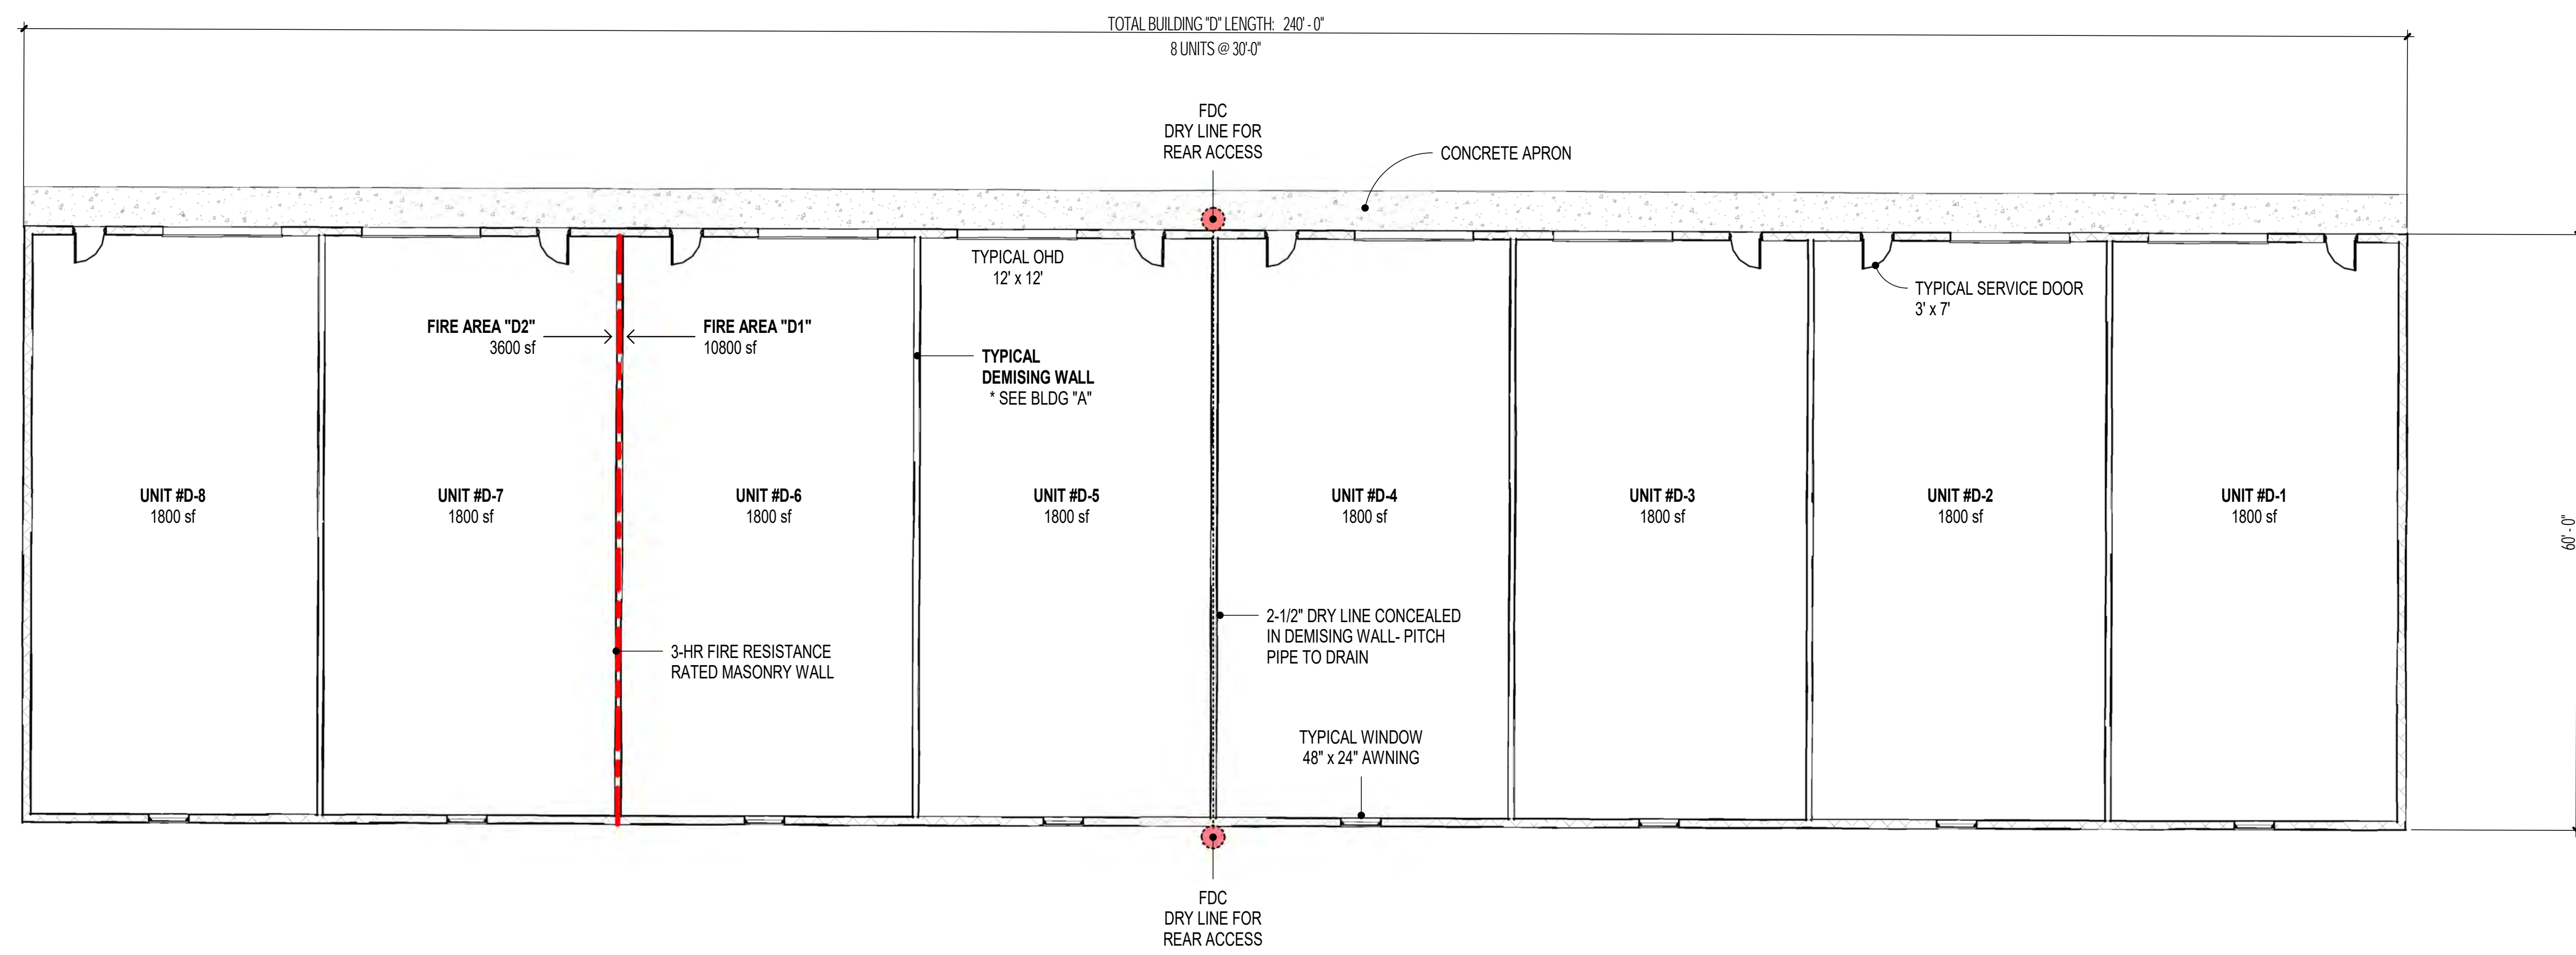 TOTAL BUILDING "D" LENGTH: 240' - 0"
8 UNITS @ 30'-0"
FDC
DRY LINE FOR
REAR ACCESS
CONCRETE APRON
TYPICAL OHD
12' x 12'
TYPICAL SERVICE DOOR
3' x 7'
FIRE AREA "D2"
3600 sf
FIRE AREA "D1"
10800 sf
TYPICAL
DEMISING WALL
* SEE BLDG "A"
UNIT #D-8
1800 sf
UNIT #D-7
1800 sf
UNIT #D-6
1800 sf
UNIT #D-5
1800 sf
UNIT #D-4
1800 sf
UNIT #D-3
1800 sf
UNIT #D-2
1800 sf
UNIT #D-1
1800 sf
60' - 0"
3-HR FIRE RESISTANCE
RATED MASONRY WALL
2-1/2" DRY LINE CONCEALED
IN DEMISING WALL- PITCH
PIPE TO DRAIN
TYPICAL WINDOW
48" x 24" AWNING
FDC
DRY LINE FOR
REAR ACCESS